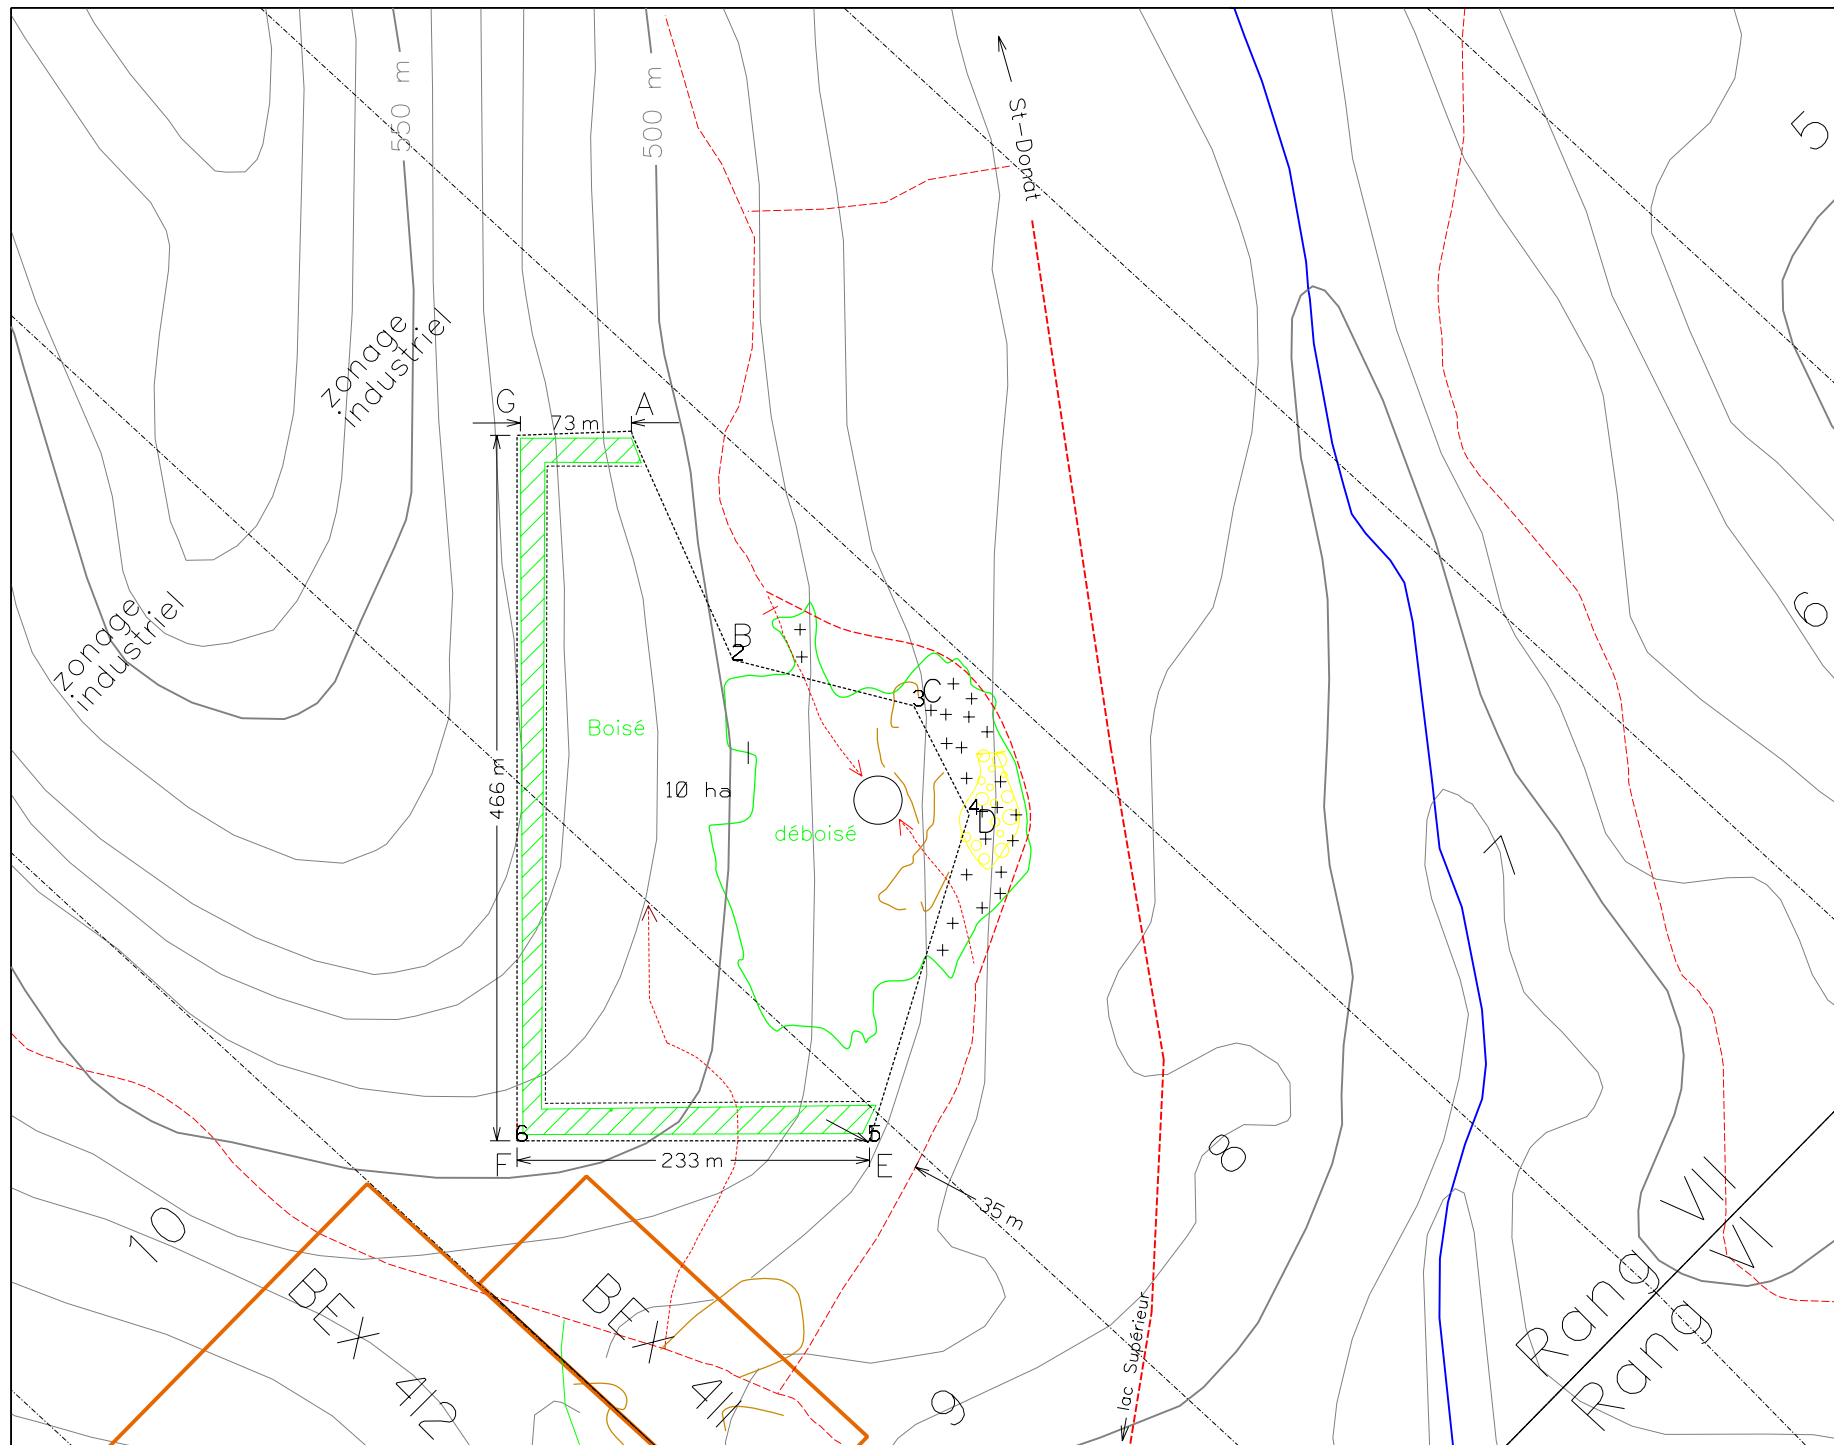 550 m
500 m
St-Donat
5
zonage
industriel
G
A
73 m
zonage
industriel
6
B
2
3
C
Boisé
466 m
10 ha
4
D
déboisé
7
6
5
F
233 m
E
8
35 m
VII
VI
10
Rang
Rang
BEX 412
BEX 411
lac Supérieur
9